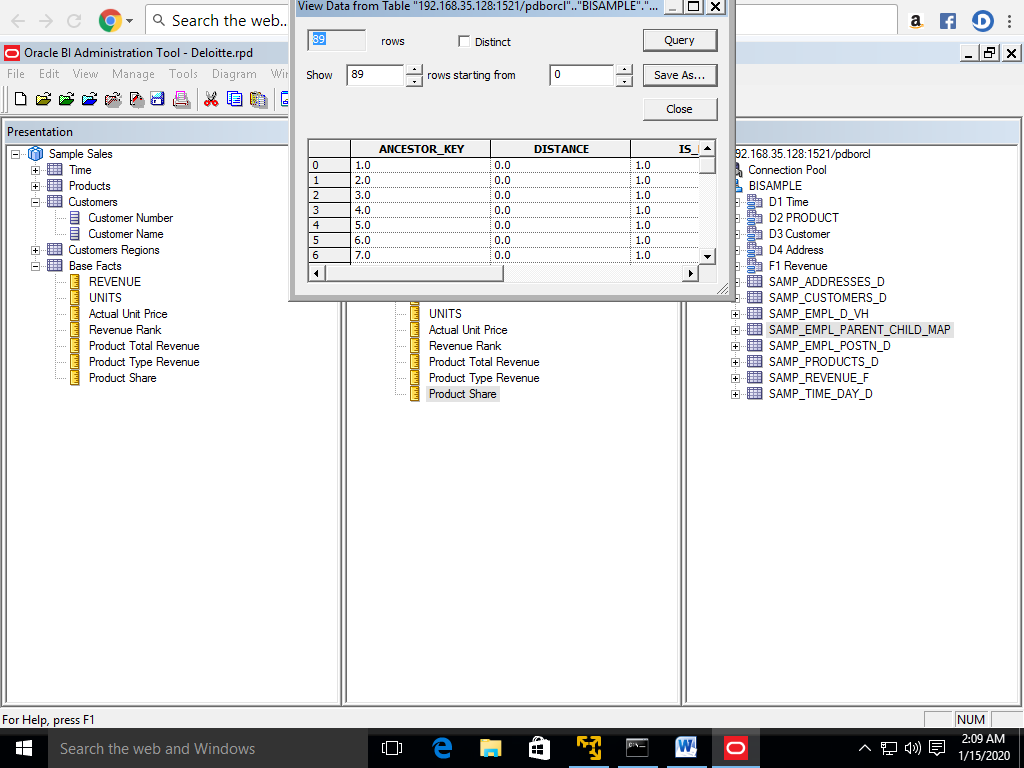 Search the web..
View Data from Table "192.168.35.128:1521/pdborcl".."BISAMPLE"."...
89 rows Distinct Query
Show 89 rows starting from 0 Save As...
Close
ANCESTOR_KEY DISTANCE IS_
0 1.0 0.0 1.0
1 2.0 0.0 1.0
2 3.0 0.0 1.0
3 4.0 0.0 1.0
4 5.0 0.0 1.0
5 6.0 0.0 1.0
6 7.0 0.0 1.0
Oracle BI Administration Tool - Deloitte.rpd
File Edit View Manage Tools Diagram Wi
Presentation
Sample Sales
Time
Products
Customers
Customer Number
Customer Name
Customers Regions
Base Facts
REVENUE
UNITS
Actual Unit Price
Revenue Rank
Product Total Revenue
Product Type Revenue
Product Share
UNITS
Actual Unit Price
Revenue Rank
Product Total Revenue
Product Type Revenue
Product Share
92.168.35.128:1521/pdborcl
Connection Pool
BISAMPLE
D1 Time
D2 PRODUCT
D3 Customer
D4 Address
F1 Revenue
SAMP_ADDRESSES_D
SAMP_CUSTOMERS_D
SAMP_EMPL_D_VH
SAMP_EMPL_PARENT_CHILD_MAP
SAMP_EMPL_POSTN_D
SAMP_PRODUCTS_D
SAMP_REVENUE_F
SAMP_TIME_DAY_D
For Help, press F1
NUM
Search the web and Windows
2:09 AM
1/15/2020